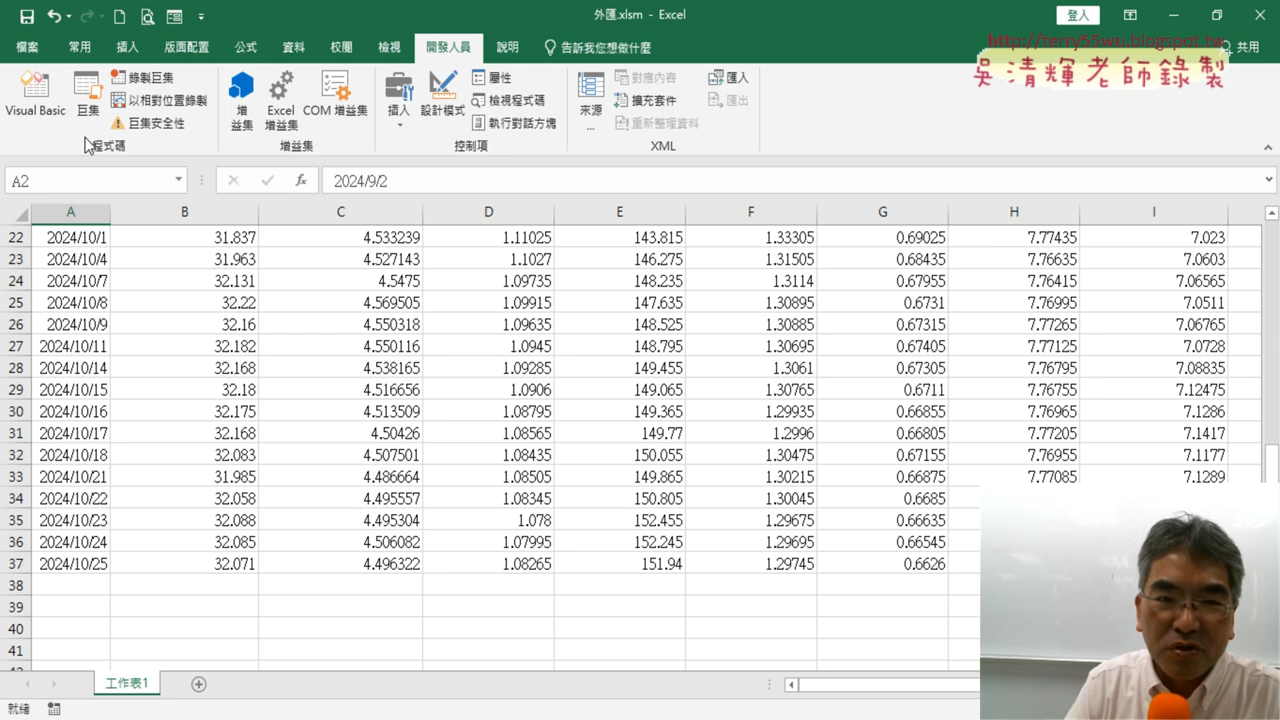 外匯.xlsm - Excel
登入
檔案 常用 插入 版面配置 公式 資料 校閱 檢視 開發人員 說明 告訴我您想做什麼 共用
http://terry55wu.blogspot.tw
吳清輝老師錄製
Visual Basic 巨集 錄製巨集 以相對位置錄製 巨集安全性 程式碼
增益集 Excel 增益集 COM 增益集 增益集
插入 設計模式 屬性 檢視程式碼 執行對話方塊 控制項
來源 ... 對應內容 擴充套件 重新整理資料 匯入 匯出 XML
A2 fx 2024/9/2
A B C D E F G H I
22 2024/10/1 31.837 4.533239 1.11025 143.815 1.33305 0.69025 7.77435 7.023
23 2024/10/4 31.963 4.527143 1.1027 146.275 1.31505 0.68435 7.76635 7.0603
24 2024/10/7 32.131 4.5475 1.09735 148.235 1.3114 0.67955 7.76415 7.06565
25 2024/10/8 32.22 4.569505 1.09915 147.635 1.30895 0.6731 7.76995 7.0511
26 2024/10/9 32.16 4.550318 1.09635 148.525 1.30885 0.67315 7.77265 7.06765
27 2024/10/11 32.182 4.550116 1.0945 148.795 1.30695 0.67405 7.77125 7.0728
28 2024/10/14 32.168 4.538165 1.09285 149.455 1.3061 0.67305 7.76795 7.08835
29 2024/10/15 32.18 4.516656 1.0906 149.065 1.30765 0.6711 7.76755 7.12475
30 2024/10/16 32.175 4.513509 1.08795 149.365 1.29935 0.66855 7.76965 7.1286
31 2024/10/17 32.168 4.50426 1.08565 149.77 1.2996 0.66805 7.77205 7.1417
32 2024/10/18 32.083 4.507501 1.08435 150.055 1.30475 0.67155 7.76955 7.1177
33 2024/10/21 31.985 4.486664 1.08505 149.865 1.30215 0.66875 7.77085 7.1289
34 2024/10/22 32.058 4.495557 1.08345 150.805 1.30045 0.6685
35 2024/10/23 32.088 4.495304 1.078 152.455 1.29675 0.66635
36 2024/10/24 32.085 4.506082 1.07995 152.245 1.29695 0.66545
37 2024/10/25 32.071 4.496322 1.08265 151.94 1.29745 0.6626
38
39
40
41
工作表1
就緒